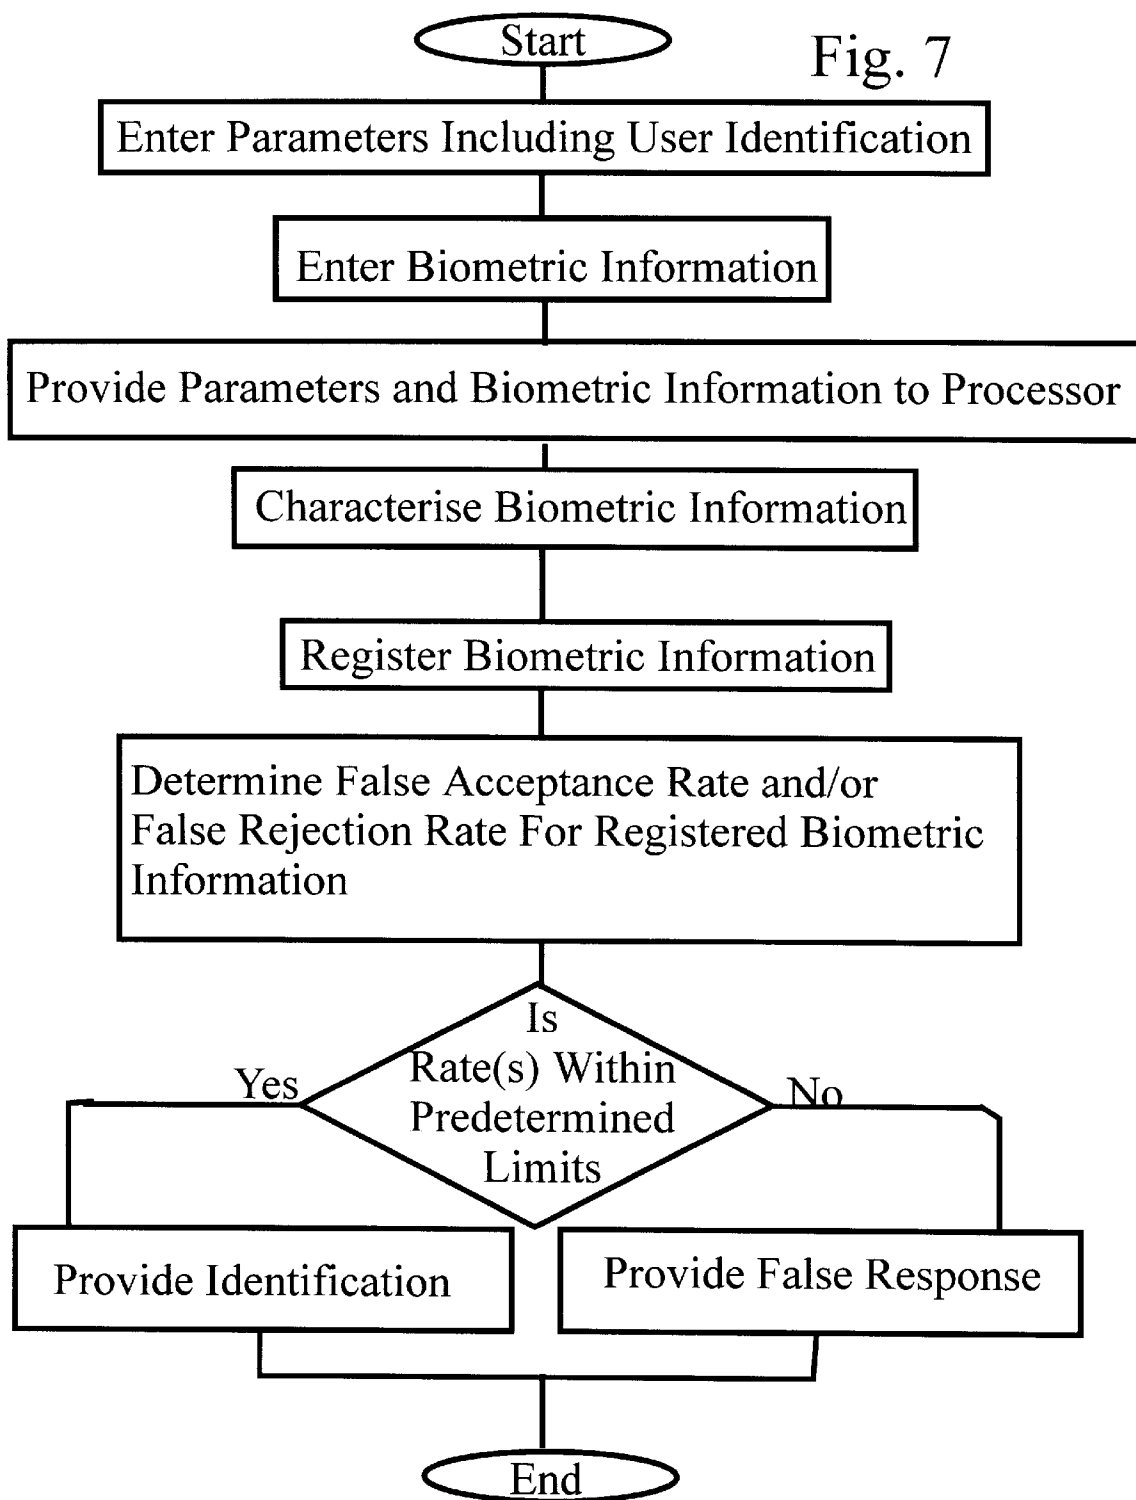 Start
Fig. 7
Enter Parameters Including User Identification
Enter Biometric Information
Provide Parameters and Biometric Information to Processor
Characterise Biometric Information
Register Biometric Information
Determine False Acceptance Rate and/or
False Rejection Rate For Registered Biometric
Information
Is
Rate(s) Within
Predetermined
Limits
Yes
No
Provide Identification
Provide False Response
End